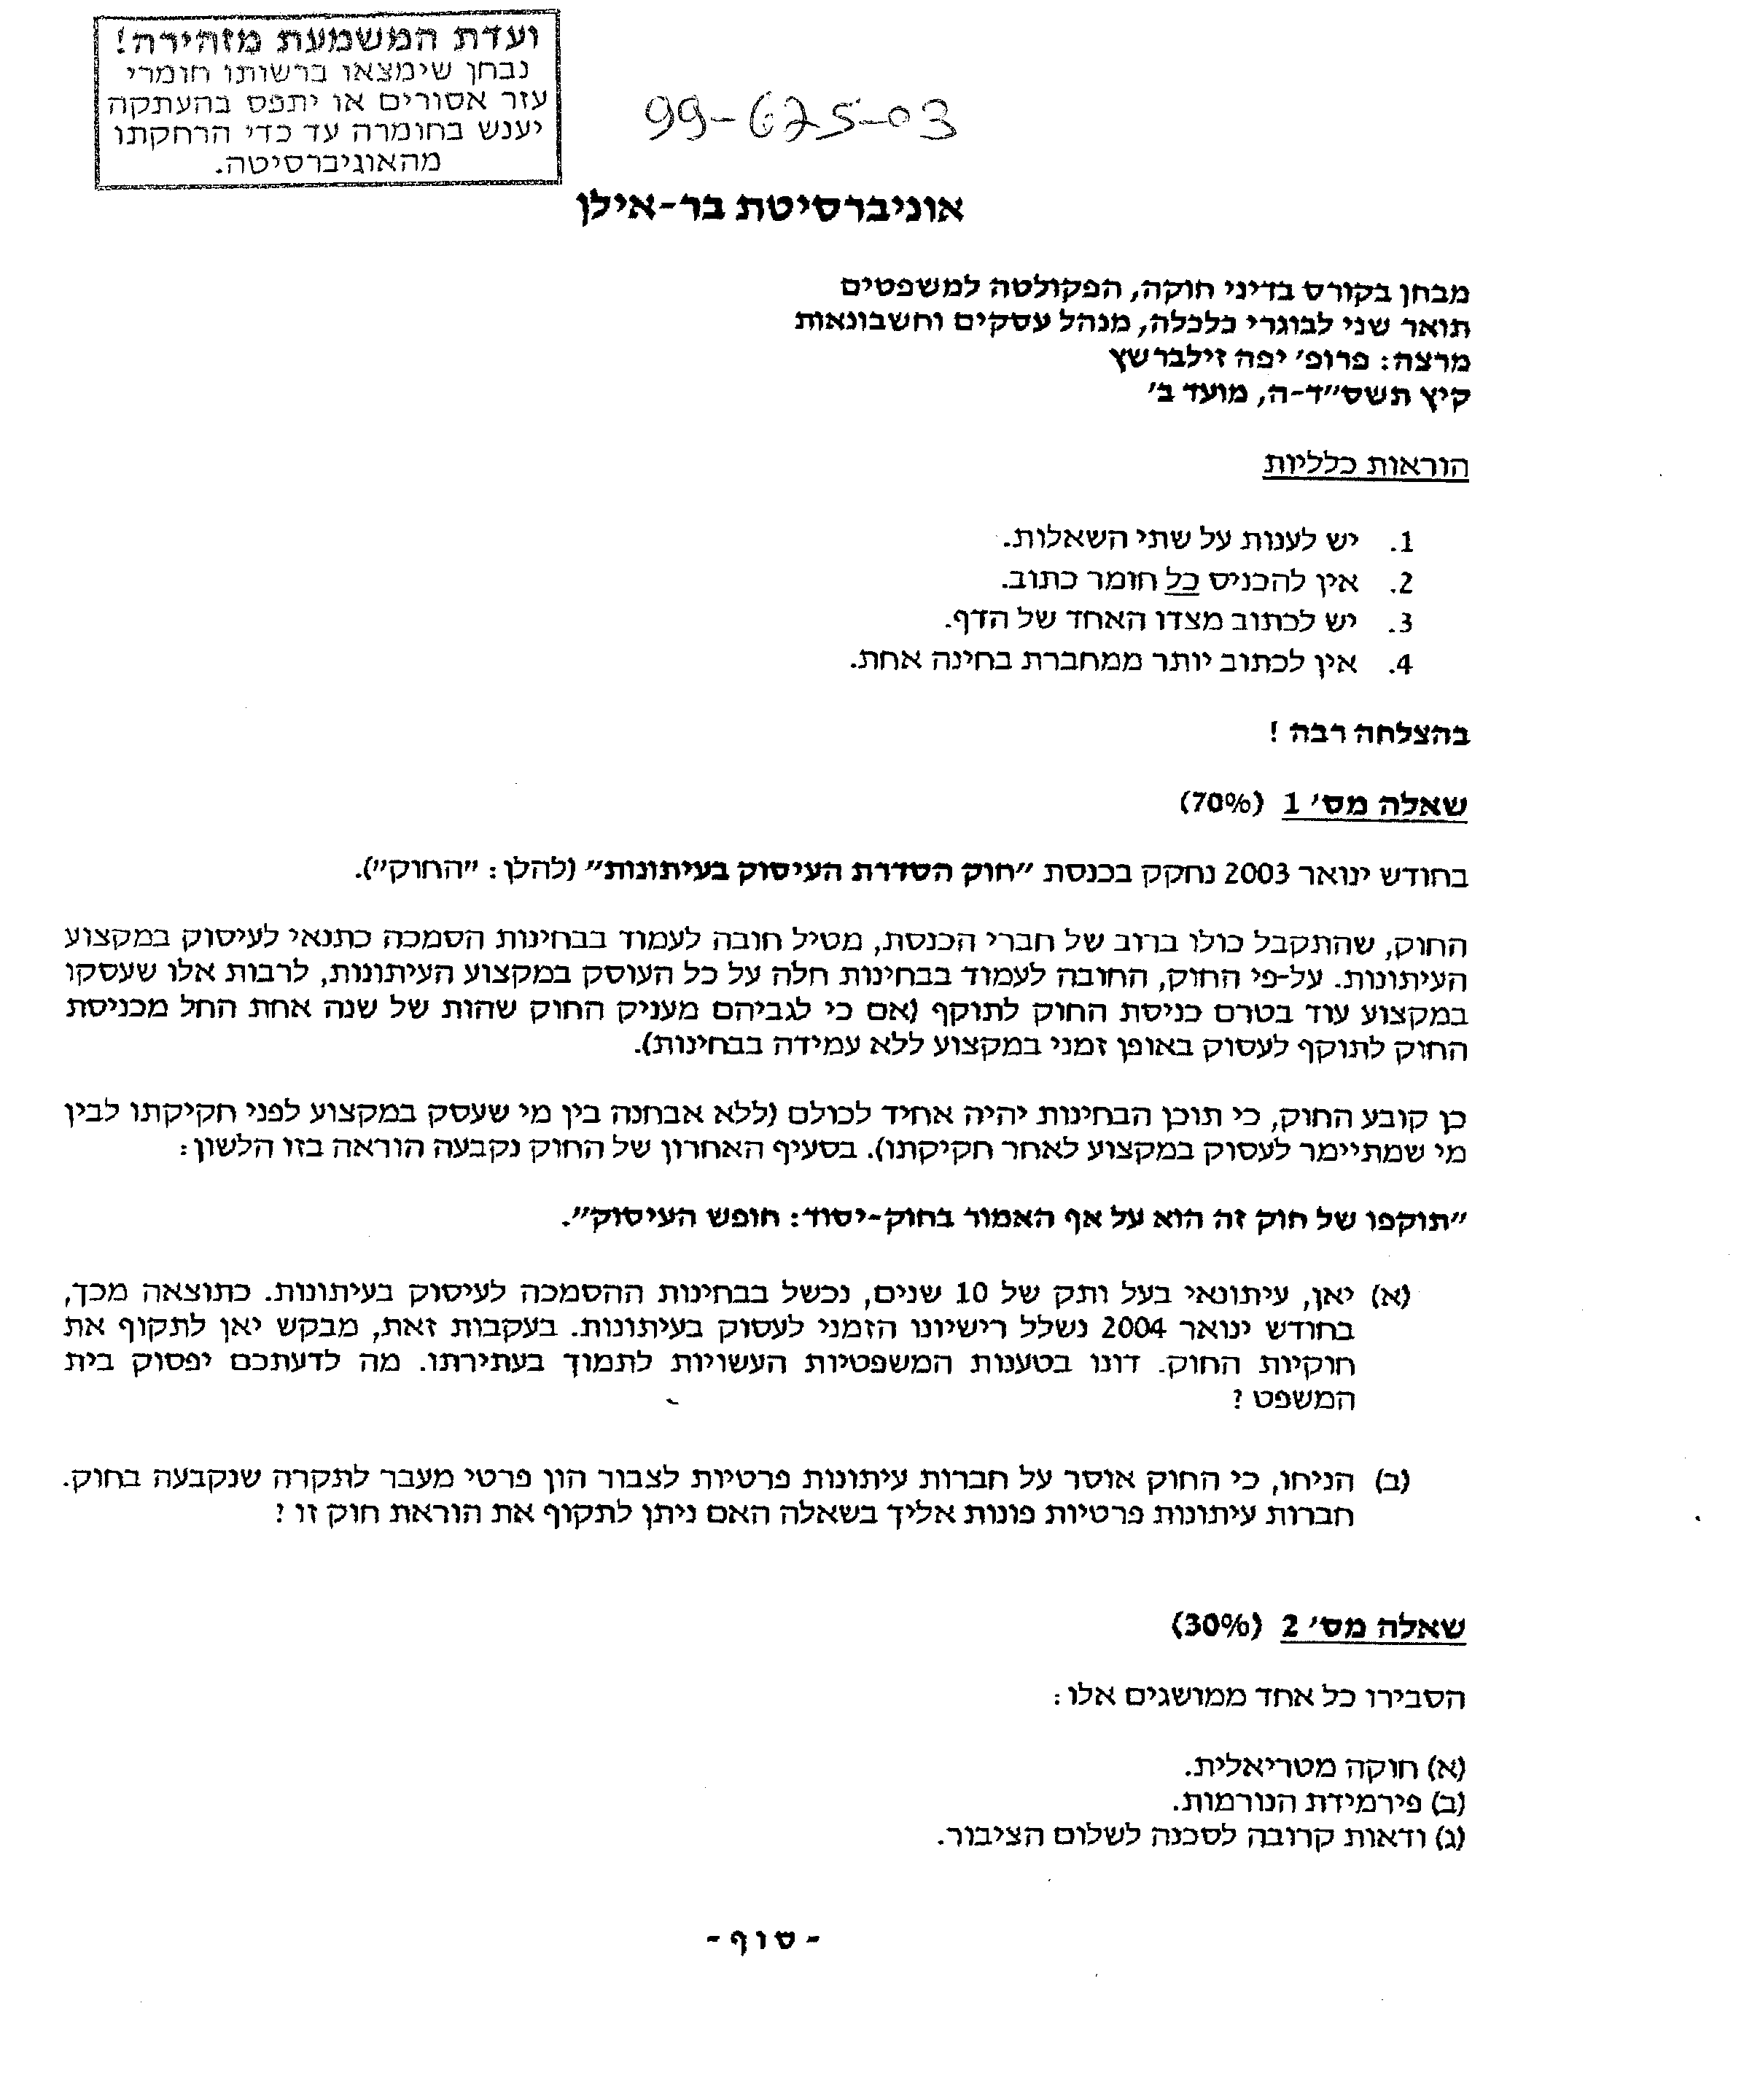 ועדת המשמעת מזהירה!
נבחן שימצאו ברשותו חומרי
עזר אסורים או יתפס בהעתקה
יענש בחומרה עד כדי הרחקתו
מהאוניברסיטה.
99-625-03
אוניברסיטת בר-אילן
מבחן בקורס בדיני חוקה, הפקולטה למשפטים
תואר שני לבוגרי כלכלה, מנהל עסקים וחשבונאות
מרצה: פרופ' יפה זילברשץ
קיץ תשס"ד-ה, מועד ב'
הוראות כלליות
1. יש לענות על שתי השאלות.
2. אין להכניס כל חומר כתוב.
3. יש לכתוב מצדו האחד של הדף.
4. אין לכתוב יותר ממחברת בחינה אחת.
בהצלחה רבה!
שאלה מס' 1 (70%)
בחודש ינואר 2003 נחקק בכנסת "חוק הסדרת העיסוק בעיתונות" (להלן: "החוק").
החוק, שהתקבל כולו ברוב של חברי הכנסת, מטיל חובה לעמוד בבחינות הסמכה כתנאי לעיסוק במקצוע
העיתונות. על-פי החוק, החובה לעמוד בבחינות חלה על כל העוסק במקצוע העיתונות, לרבות אלו שעסקו
במקצוע עוד בטרם כניסת החוק לתוקף (אם כי לגביהם מעניק החוק שהות של שנה אחת החל מכניסת
החוק לתוקף לעסוק באופן זמני במקצוע ללא עמידה בבחינות).
כן קובע החוק, כי תוכן הבחינות יהיה אחיד לכולם (ללא אבחנה בין מי שעסק במקצוע לפני חקיקתו לבין
מי שמתיימר לעסוק במקצוע לאחר חקיקתו). בסעיף האחרון של החוק נקבעה הוראה בזו הלשון:
"תוקפו של חוק זה הוא על אף האמור בחוק-יסוד: חופש העיסוק".
(א) יאן, עיתונאי בעל ותק של 10 שנים, נכשל בבחינות ההסמכה לעיסוק בעיתונות. כתוצאה מכך,
בחודש ינואר 2004 נשלל רישיונו הזמני לעסוק בעיתונות. בעקבות זאת, מבקש יאן לתקוף את
חוקיות החוק. דונו בטענות המשפטיות העשויות לתמוך בעתירתו. מה לדעתכם יפסוק בית
המשפט?
(ב) הניחו, כי החוק אוסר על חברות עיתונות פרטיות לצבור הון פרטי מעבר לתקרה שנקבעה בחוק.
חברות עיתונות פרטיות פונות אליך בשאלה האם ניתן לתקוף את הוראת חוק זו?
שאלה מס' 2 (30%)
הסבירו כל אחד ממושגים אלו:
(א) חוקה מטריאלית.
(ב) פירמידת הנורמות.
(ג) ודאות קרובה לסכנה לשלום הציבור.
- סוף -